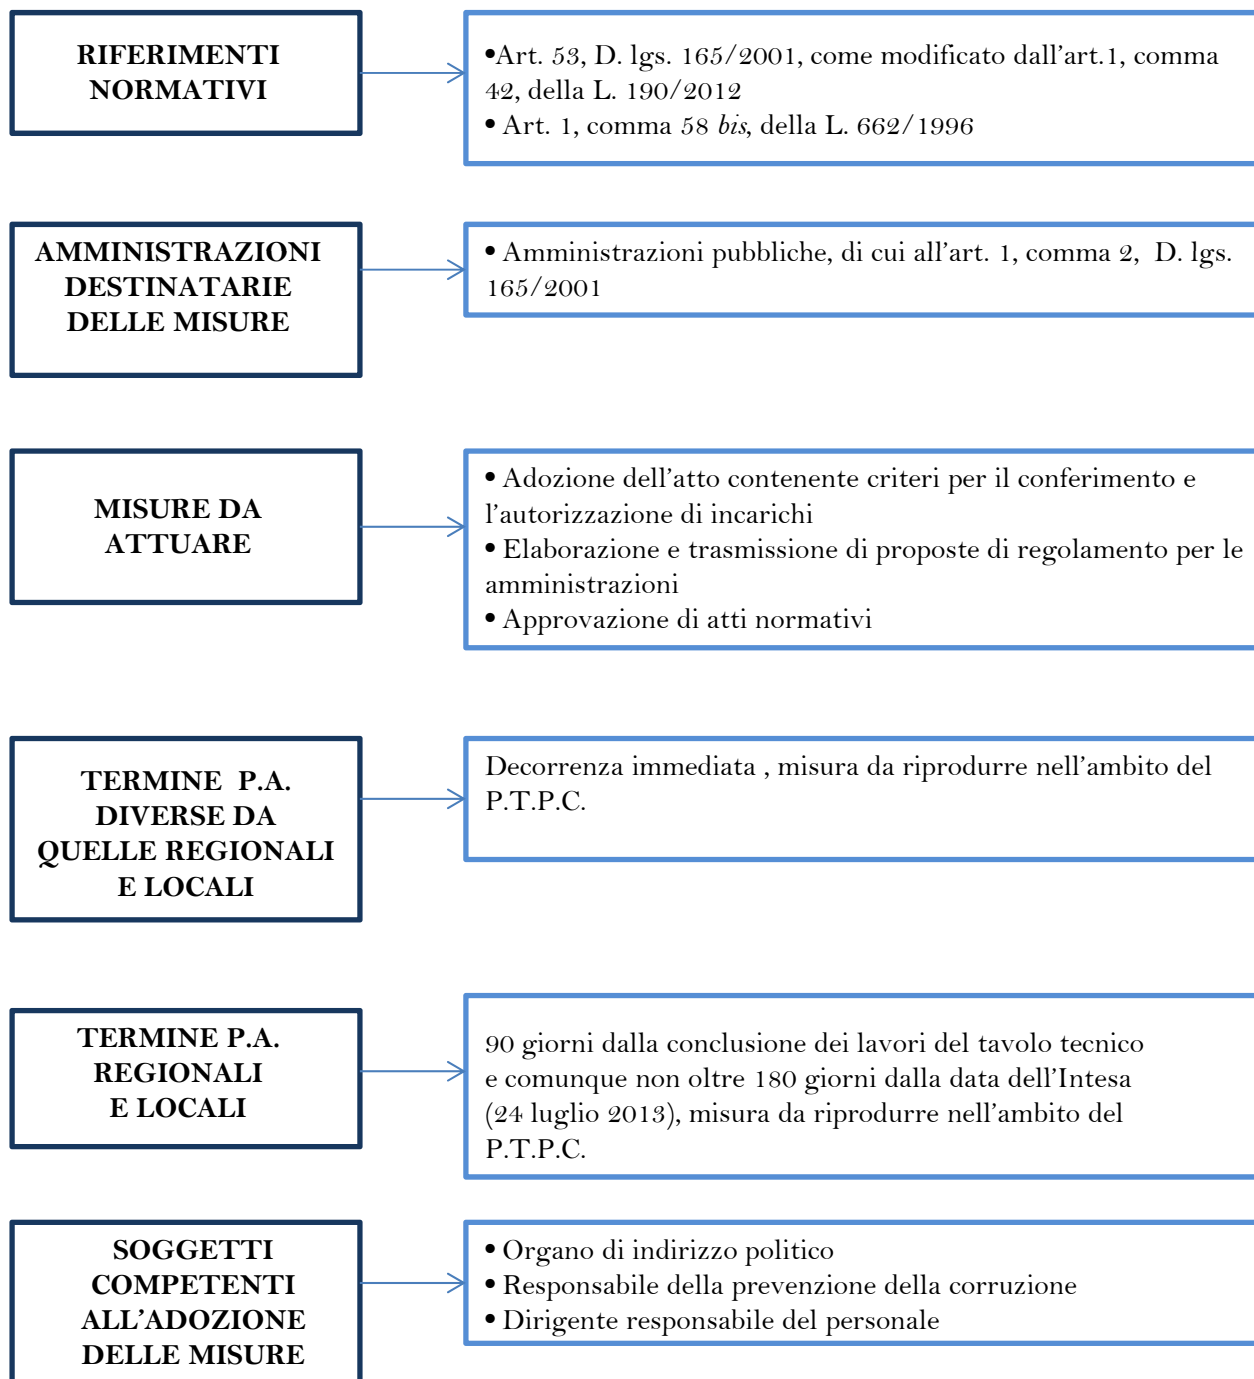 RIFERIMENTI
NORMATIVI
•Art. 53, D. lgs. 165/2001, come modificato dall’art.1, comma
42, della L. 190/2012
• Art. 1, comma 58 bis, della L. 662/1996
AMMINISTRAZIONI
DESTINATARIE
DELLE MISURE
• Amministrazioni pubbliche, di cui all’art. 1, comma 2, D. lgs.
165/2001
MISURE DA
ATTUARE
• Adozione dell’atto contenente criteri per il conferimento e
l’autorizzazione di incarichi
• Elaborazione e trasmissione di proposte di regolamento per le
amministrazioni
• Approvazione di atti normativi
TERMINE P.A.
DIVERSE DA
QUELLE REGIONALI
E LOCALI
Decorrenza immediata , misura da riprodurre nell’ambito del
P.T.P.C.
TERMINE P.A.
REGIONALI
E LOCALI
90 giorni dalla conclusione dei lavori del tavolo tecnico
e comunque non oltre 180 giorni dalla data dell’Intesa
(24 luglio 2013), misura da riprodurre nell’ambito del
P.T.P.C.
SOGGETTI
COMPETENTI
ALL’ADOZIONE
DELLE MISURE
• Organo di indirizzo politico
• Responsabile della prevenzione della corruzione
• Dirigente responsabile del personale